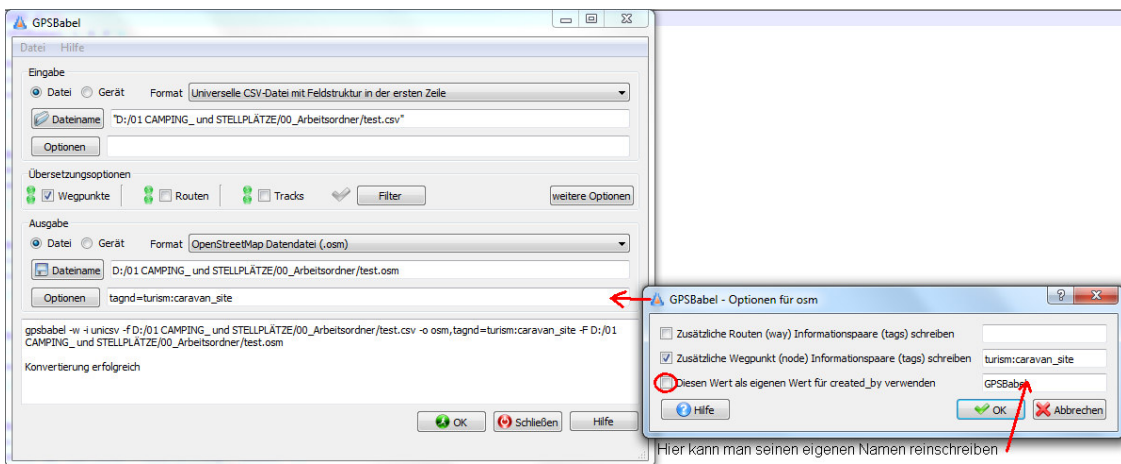 GPSBabel
Datei Hilfe
Eingabe
Datei Gerät Format Universelle CSV-Datei mit Feldstruktur in der ersten Zeile
Dateiname "D:/01 CAMPING_ und STELLPLÄTZE/00_Arbeitsordner/test.csv"
Optionen
Übersetzungsoptionen
Wegpunkte Routen Tracks Filter weitere Optionen
Ausgabe
Datei Gerät Format OpenStreetMap Datendatei (.osm)
Dateiname D:/01 CAMPING_ und STELLPLÄTZE/00_Arbeitsordner/test.osm
Optionen tagnd=turism:caravan_site
gpsbabel -w -i unicsv -f D:/01 CAMPING_ und STELLPLÄTZE/00_Arbeitsordner/test.csv -o osm,tagnd=turism:caravan_site -F D:/01
CAMPING_ und STELLPLÄTZE/00_Arbeitsordner/test.osm
Konvertierung erfolgreich
OK Schließen Hilfe
GPSBabel - Optionen für osm
Zusätzliche Routen (way) Informationspaare (tags) schreiben
Zusätzliche Wegpunkt (node) Informationspaare (tags) schreiben turism:caravan_site
Diesen Wert als eigenen Wert für created_by verwenden GPSBabel
Hilfe OK Abbrechen
Hier kann man seinen eigenen Namen reinschreiben